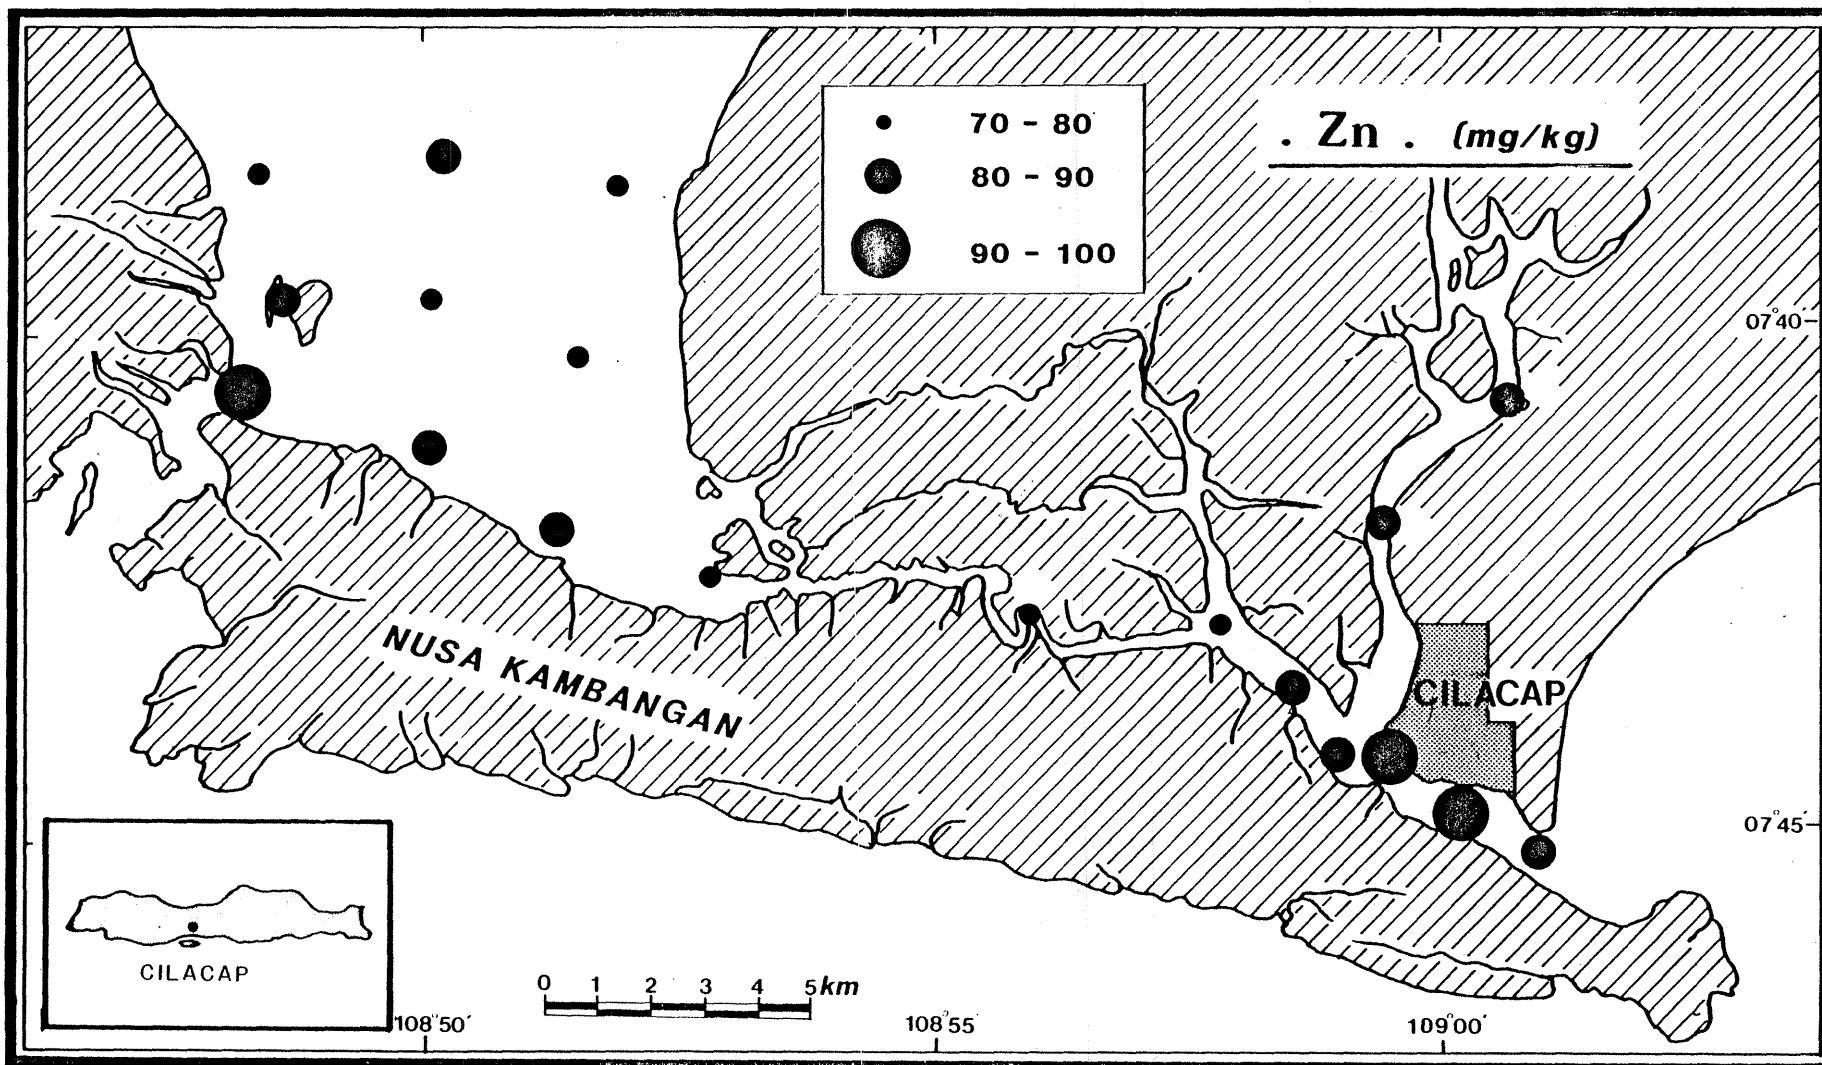 70 - 80
80 - 90
90 - 100
. Zn . (mg/kg)
07°40'
NUSA KAMBANGAN
CILACAP
07°45'
CILACAP
0 1 2 3 4 5 km
108°50'
108°55'
109°00'